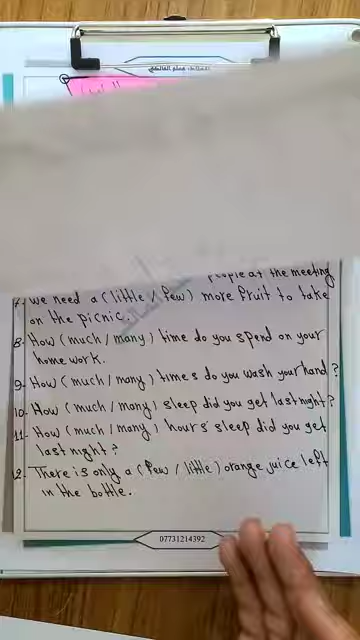 people at the meeting
7. we need a (little / few) more fruit to take
on the picnic.
8- How (much / many) time do you spend on your
home work.
9- How (much / many) times do you wash your hand?
10- How (much / many) sleep did you get last night?
11- How (much / many) hours sleep did you get
last night?
12- There is only a (few / little) orange juice left
in the bottle.
07731214392